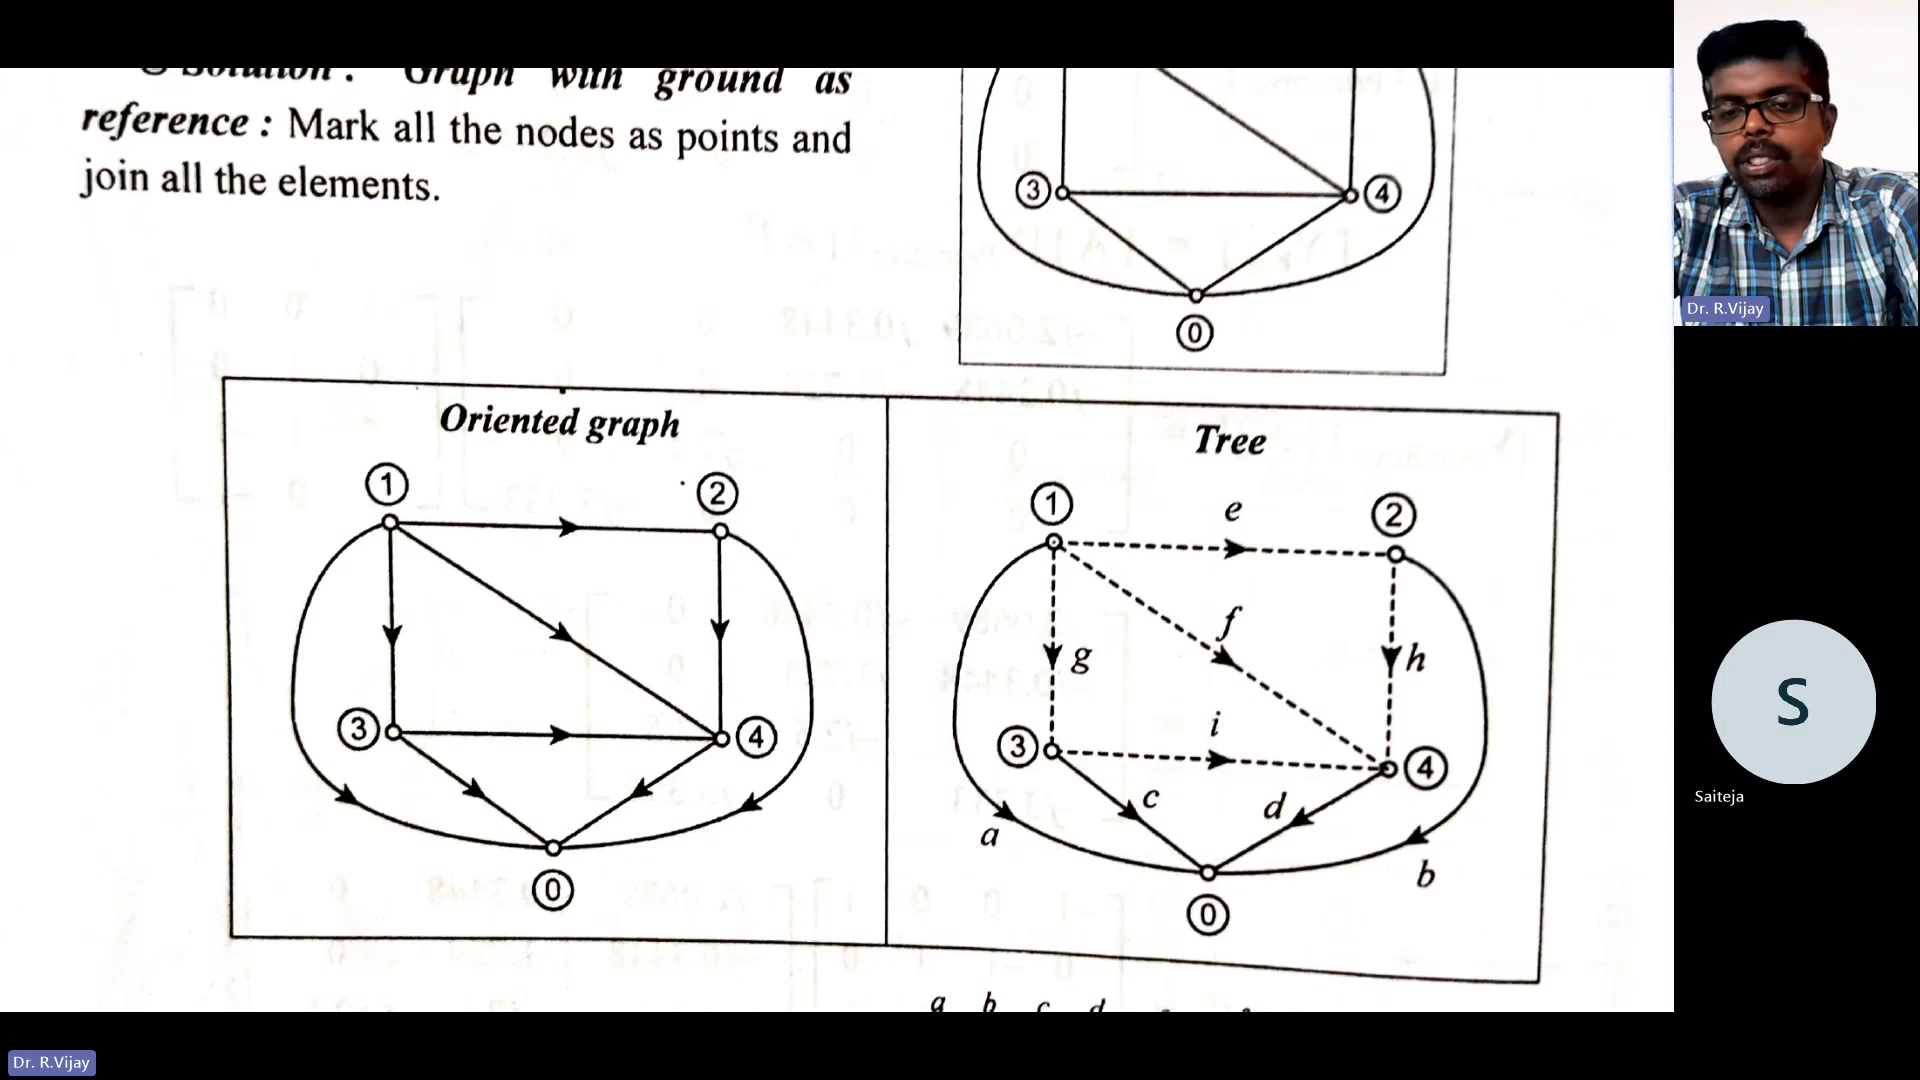 Solution : Graph with ground as
reference : Mark all the nodes as points and
join all the elements.
3
4
0
Oriented graph
1
2
3
4
0
Tree
1
e
2
f
g
h
3
i
4
c
d
a
b
0
a b c d
Dr. R.Vijay
S
Saiteja
Dr. R.Vijay